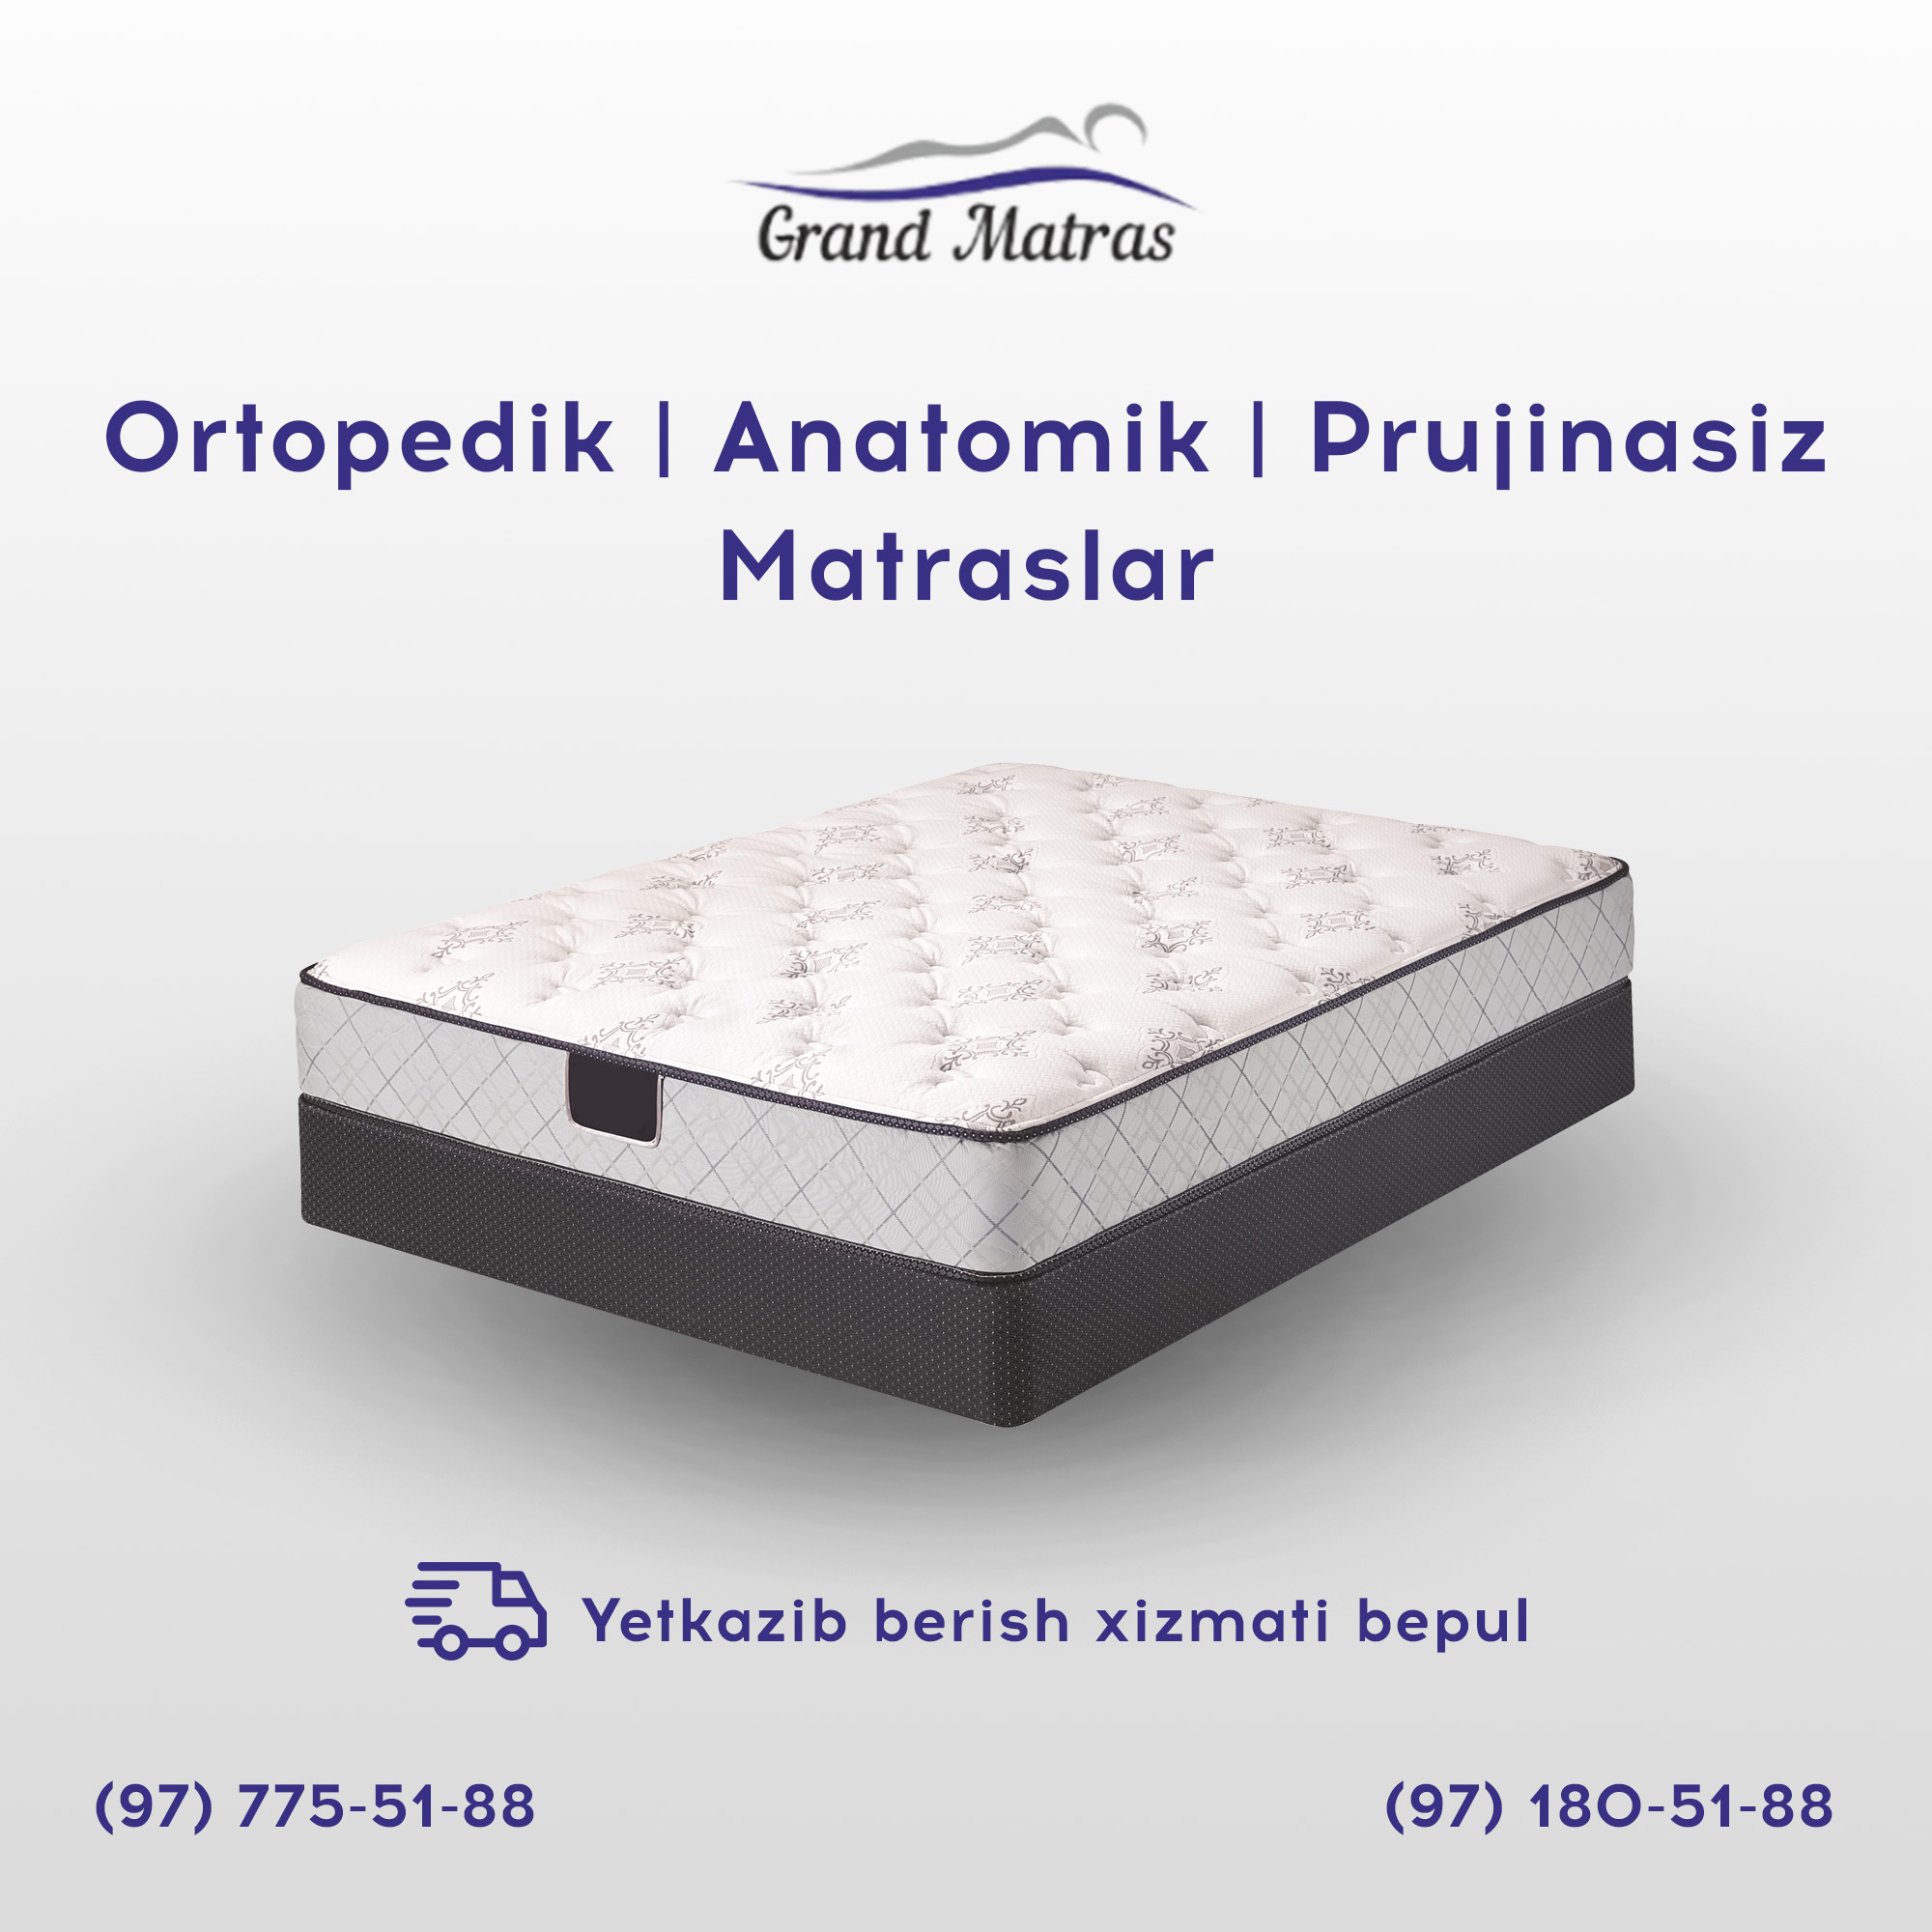 Grand Matras
Ortopedik | Anatomik | Prujinasiz
Matraslar
Yetkazib berish xizmati bepul
(97) 775-51-88
(97) 180-51-88